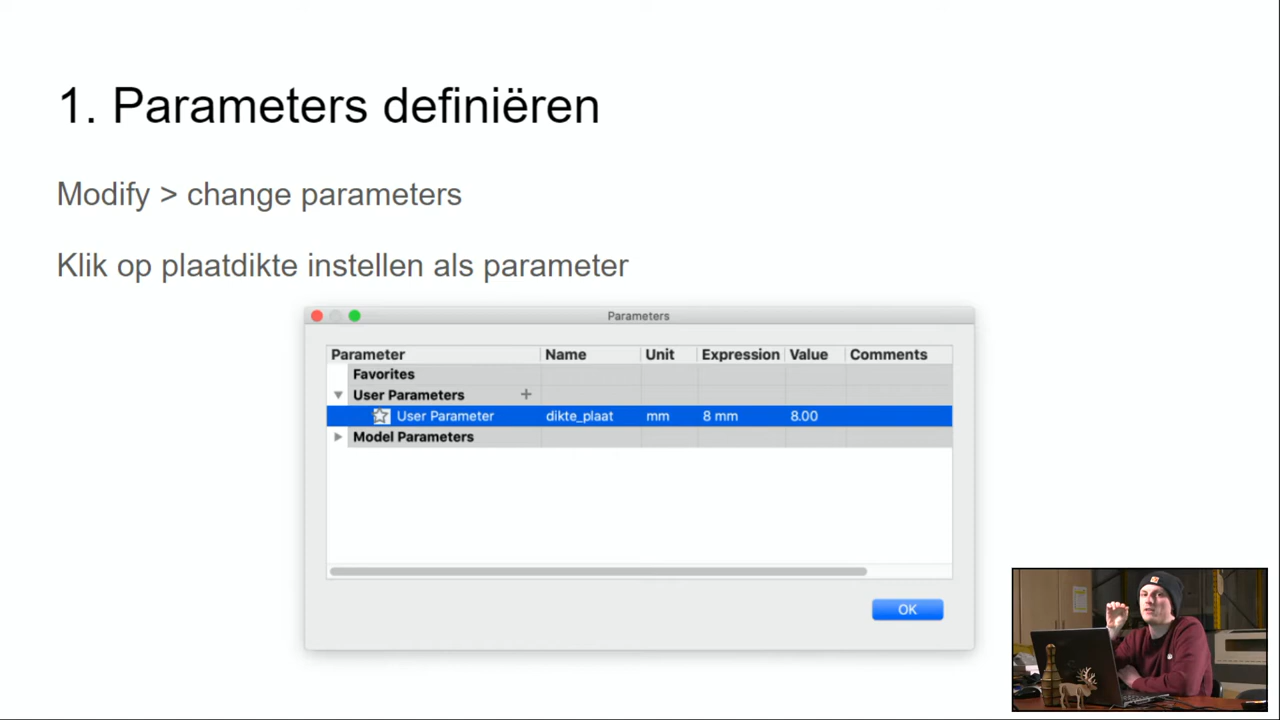 1. Parameters definiëren
Modify > change parameters
Klik op plaatdikte instellen als parameter
Parameters
Parameter Name Unit Expression Value Comments
Favorites
User Parameters +
User Parameter dikte_plaat mm 8 mm 8.00
Model Parameters
OK